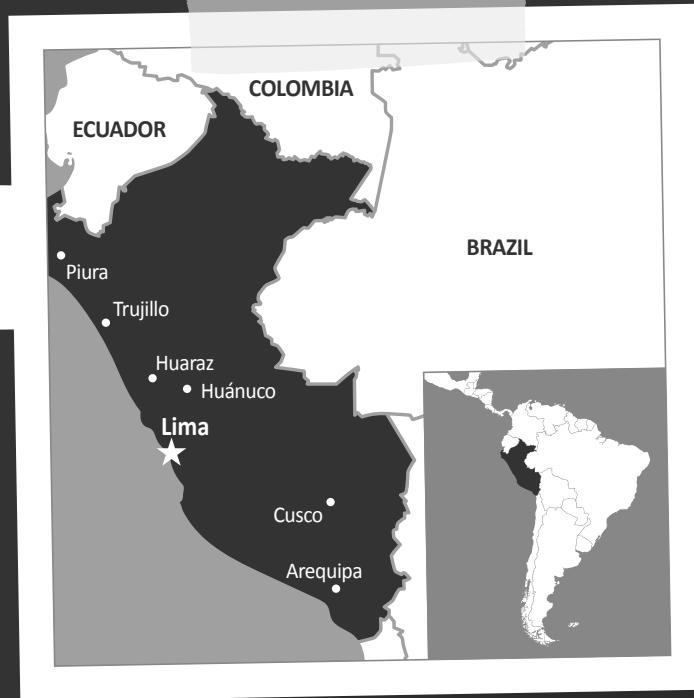 COLOMBIA
ECUADOR
BRAZIL
Piura
Trujillo
Huaraz
Huánuco
Lima
Cusco
Arequipa